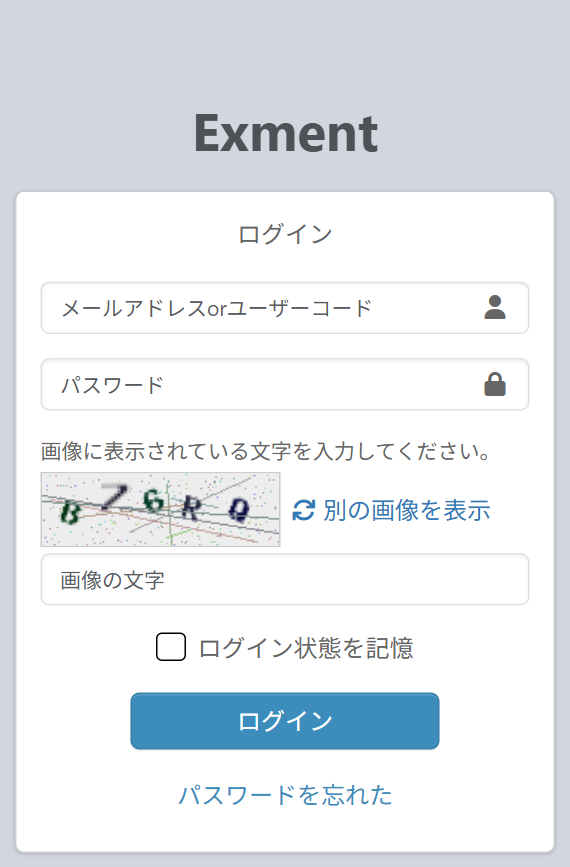 Exment
ログイン
メールアドレスorユーザーコード
パスワード
画像に表示されている文字を入力してください。
B Z G R Q
別の画像を表示
画像の文字
ログイン状態を記憶
ログイン
パスワードを忘れた